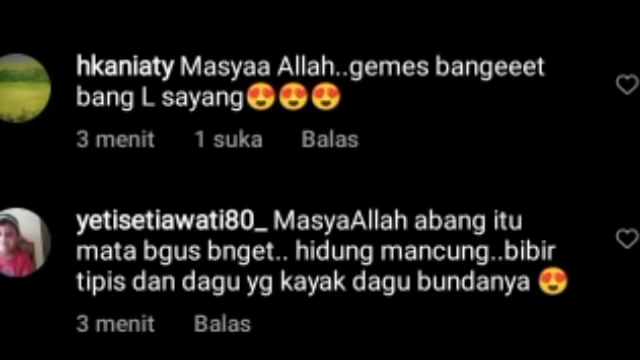 hkaniaty Masyaa Allah..gemes bangeeet
bang L sayang😍😍😍
3 menit 1 suka Balas
yetisetiawati80_ MasyaAllah abang itu
mata bgus bnget.. hidung mancung..bibir
tipis dan dagu yg kayak dagu bundanya 😍
3 menit Balas